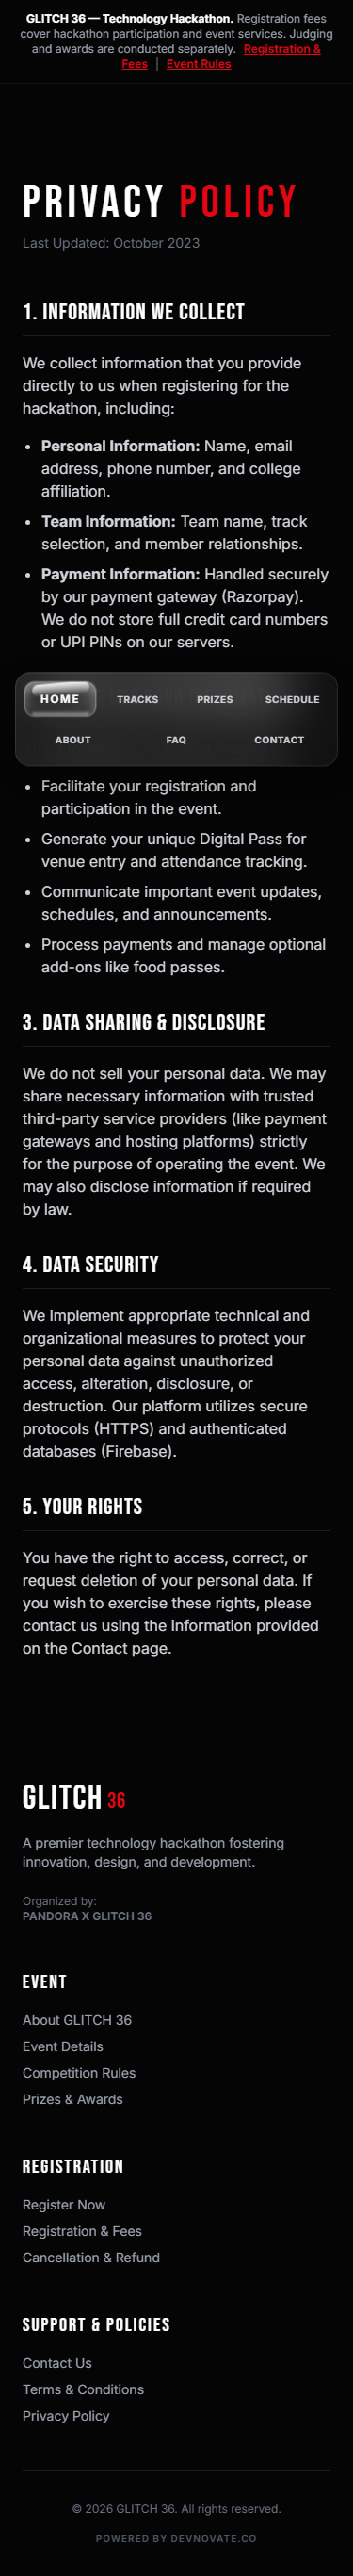 GLITCH 36 — Technology Hackathon. Registration fees
cover hackathon participation and event services. Judging
and awards are conducted separately. Registration &
Fees | Event Rules
PRIVACY POLICY
Last Updated: October 2023
1. INFORMATION WE COLLECT
We collect information that you provide
directly to us when registering for the
hackathon, including:
• Personal Information: Name, email
address, phone number, and college
affiliation.
• Team Information: Team name, track
selection, and member relationships.
• Payment Information: Handled securely
by our payment gateway (Razorpay).
We do not store full credit card numbers
or UPI PINs on our servers.
HOME TRACKS PRIZES SCHEDULE
ABOUT FAQ CONTACT
• Facilitate your registration and
participation in the event.
• Generate your unique Digital Pass for
venue entry and attendance tracking.
• Communicate important event updates,
schedules, and announcements.
• Process payments and manage optional
add-ons like food passes.
3. DATA SHARING & DISCLOSURE
We do not sell your personal data. We may
share necessary information with trusted
third-party service providers (like payment
gateways and hosting platforms) strictly
for the purpose of operating the event. We
may also disclose information if required
by law.
4. DATA SECURITY
We implement appropriate technical and
organizational measures to protect your
personal data against unauthorized
access, alteration, disclosure, or
destruction. Our platform utilizes secure
protocols (HTTPS) and authenticated
databases (Firebase).
5. YOUR RIGHTS
You have the right to access, correct, or
request deletion of your personal data. If
you wish to exercise these rights, please
contact us using the information provided
on the Contact page.
GLITCH 36
A premier technology hackathon fostering
innovation, design, and development.
Organized by:
PANDORA X GLITCH 36
EVENT
About GLITCH 36
Event Details
Competition Rules
Prizes & Awards
REGISTRATION
Register Now
Registration & Fees
Cancellation & Refund
SUPPORT & POLICIES
Contact Us
Terms & Conditions
Privacy Policy
© 2026 GLITCH 36. All rights reserved.
POWERED BY DEVNOVATE.CO